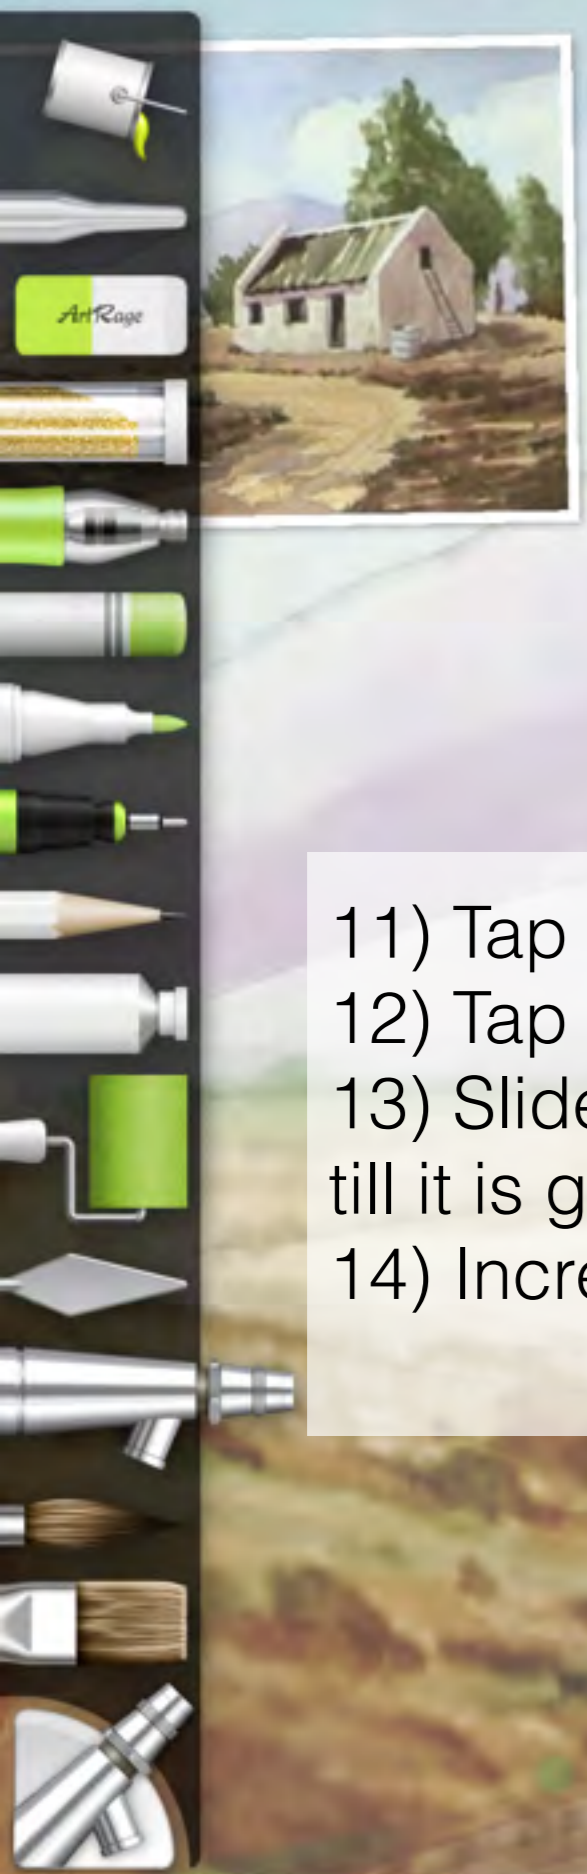 ArtRage
11) Tap
12) Tap
13) Slide
till it is g
14) Incre